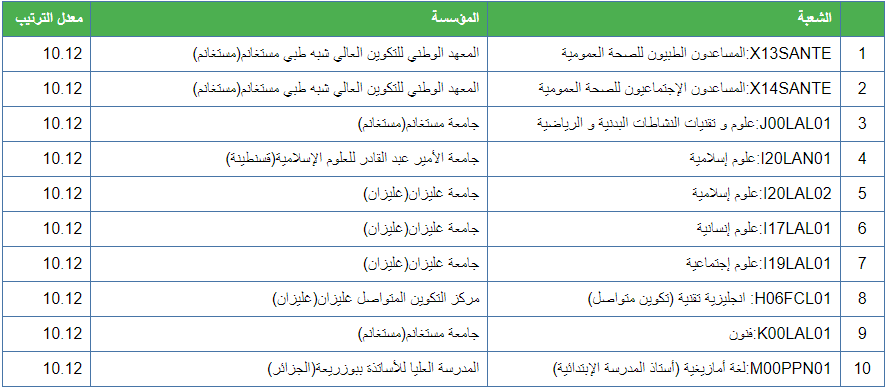 الشعبة المؤسسة معدل الترتيب
1 X13SANTE:المساعدون الطبيون للصحة العمومية المعهد الوطني للتكوين العالي شبه طبي مستغانم(مستغانم) 10.12
2 X14SANTE:المساعدون الإجتماعيون للصحة العمومية المعهد الوطني للتكوين العالي شبه طبي مستغانم(مستغانم) 10.12
3 J00LAL01:علوم و تقنيات النشاطات البدنية و الرياضية جامعة مستغانم(مستغانم) 10.12
4 I20LAN01:علوم إسلامية جامعة الأمير عبد القادر للعلوم الإسلامية(قسنطينة) 10.12
5 I20LAL02:علوم إسلامية جامعة غليزان(غليزان) 10.12
6 I17LAL01:علوم إنسانية جامعة غليزان(غليزان) 10.12
7 I19LAL01:علوم إجتماعية جامعة غليزان(غليزان) 10.12
8 H06FCL01: انجليزية تقنية (تكوين متواصل) مركز التكوين المتواصل غليزان(غليزان) 10.12
9 K00LAL01:فنون جامعة مستغانم(مستغانم) 10.12
10 M00PPN01:لغة أمازيغية (أستاذ المدرسة الإبتدائية) المدرسة العليا للأساتذة ببوزريعة(الجزائر) 10.12